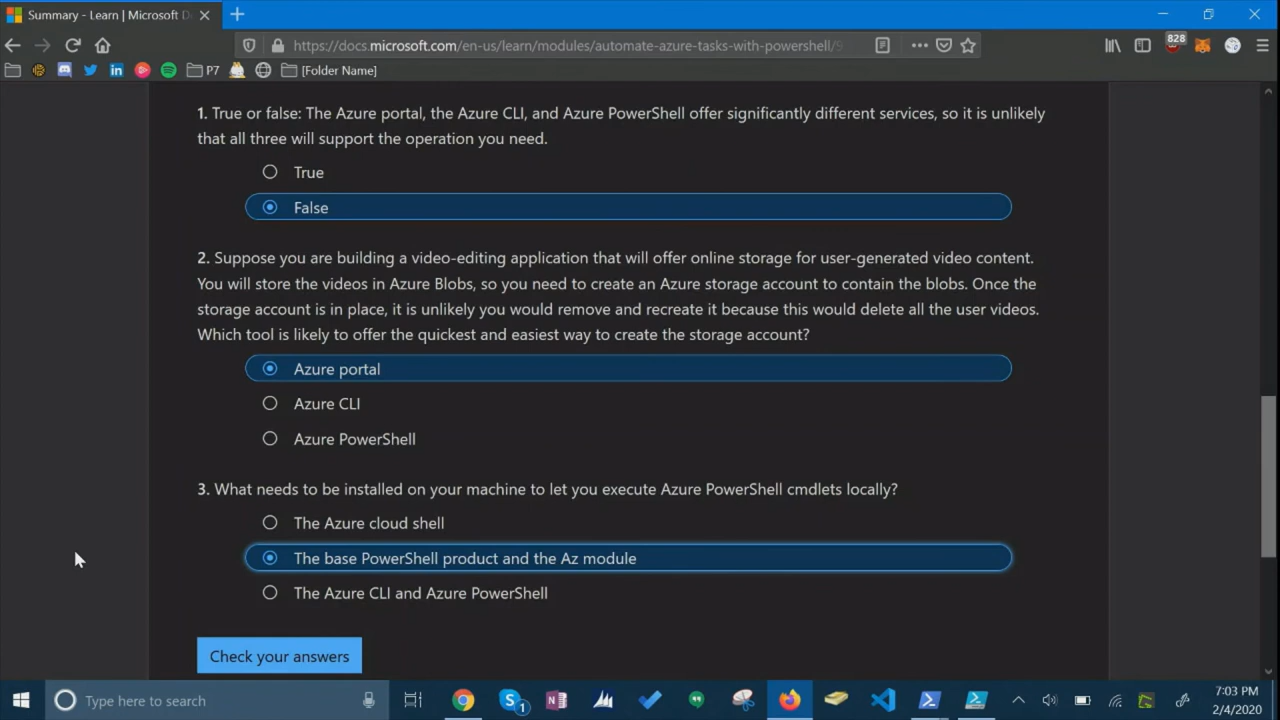 Summary - Learn | Microsoft D
https://docs.microsoft.com/en-us/learn/modules/automate-azure-tasks-with-powershell/
828
P7
[Folder Name]
1. True or false: The Azure portal, the Azure CLI, and Azure PowerShell offer significantly different services, so it is unlikely
that all three will support the operation you need.
True
False
2. Suppose you are building a video-editing application that will offer online storage for user-generated video content.
You will store the videos in Azure Blobs, so you need to create an Azure storage account to contain the blobs. Once the
storage account is in place, it is unlikely you would remove and recreate it because this would delete all the user videos.
Which tool is likely to offer the quickest and easiest way to create the storage account?
Azure portal
Azure CLI
Azure PowerShell
3. What needs to be installed on your machine to let you execute Azure PowerShell cmdlets locally?
The Azure cloud shell
The base PowerShell product and the Az module
The Azure CLI and Azure PowerShell
Check your answers
Type here to search
1
7:03 PM
2/4/2020